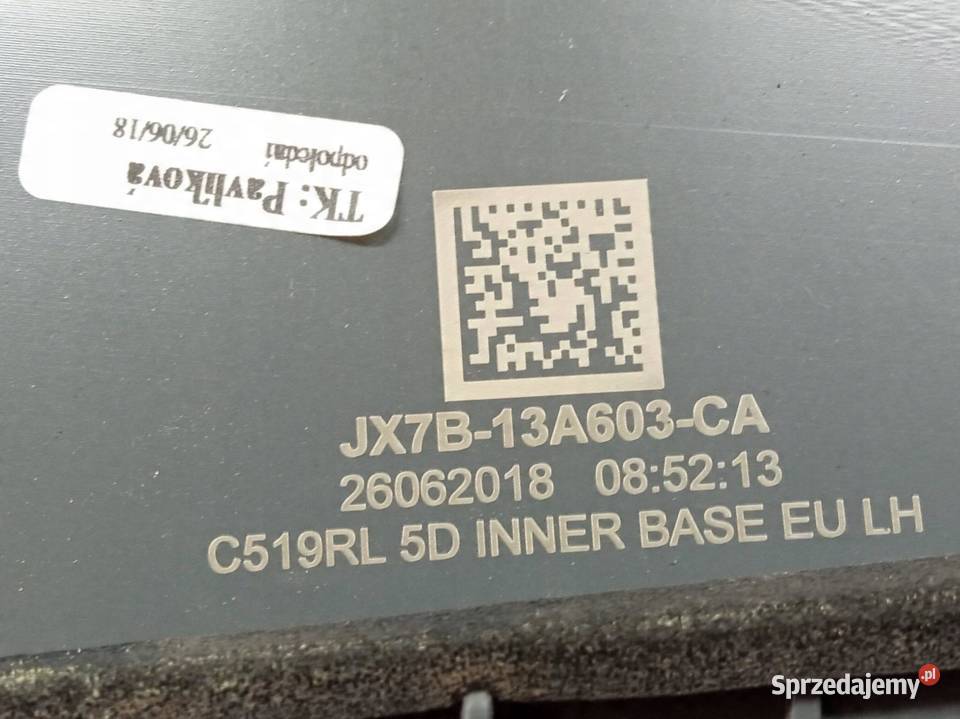 TK: Pavlíková
odpolední 26/06/18
JX7B-13A603-CA
26062018 08:52:13
C519RL 5D INNER BASE EU LH
Sprzedajemy.pl